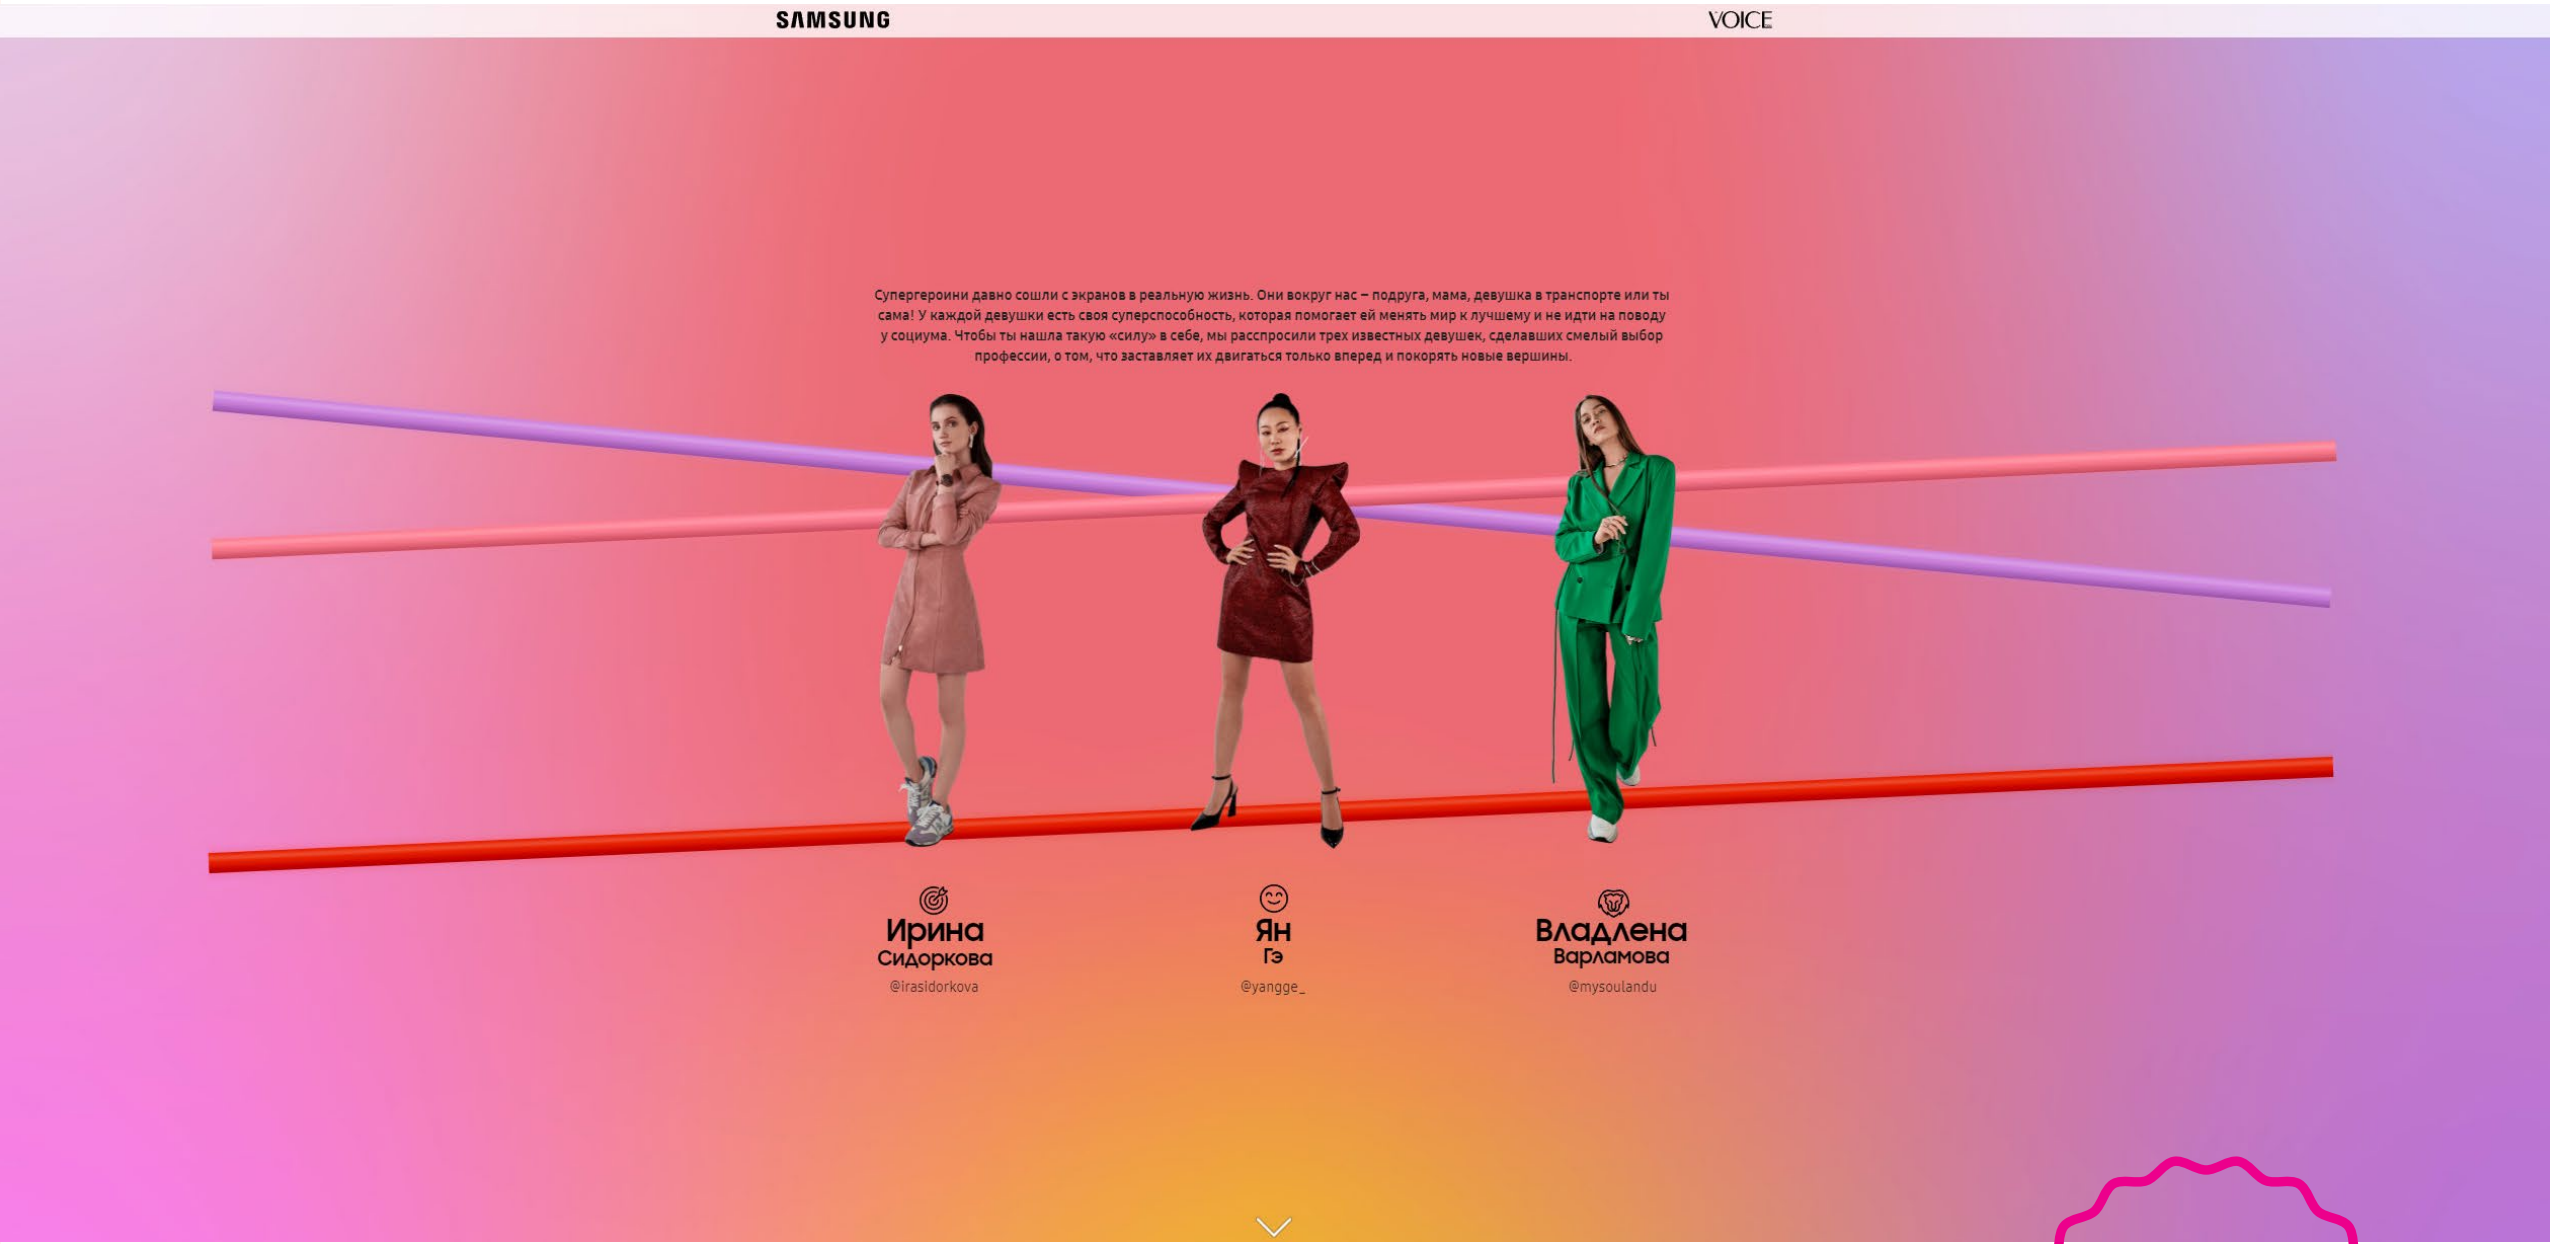 SAMSUNG
VOICE
Супергероини давно сошли с экранов в реальную жизнь. Они вокруг нас – подруга, мама, девушка в транспорте или ты
сама! У каждой девушки есть своя суперспособность, которая помогает ей менять мир к лучшему и не идти на поводу
у социума. Чтобы ты нашла такую «силу» в себе, мы расспросили трех известных девушек, сделавших смелый выбор
профессии, о том, что заставляет их двигаться только вперед и покорять новые вершины.
Ирина
Сидоркова
@irasidorkova
Ян
Гэ
@yangge_
Владлена
Варламова
@mysoulandu